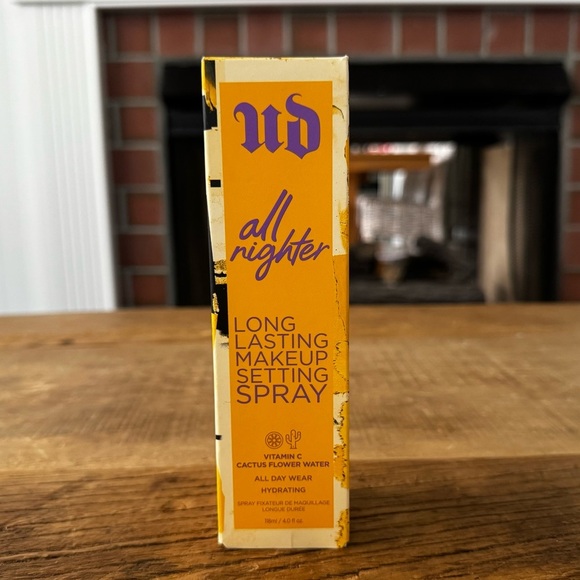 UD
all
nighter
LONG
LASTING
MAKEUP
SETTING
SPRAY
VITAMIN C
CACTUS FLOWER WATER
ALL DAY WEAR
HYDRATING
SPRAY FIXATEUR DE MAQUILLAGE
LONGUE DURÉE